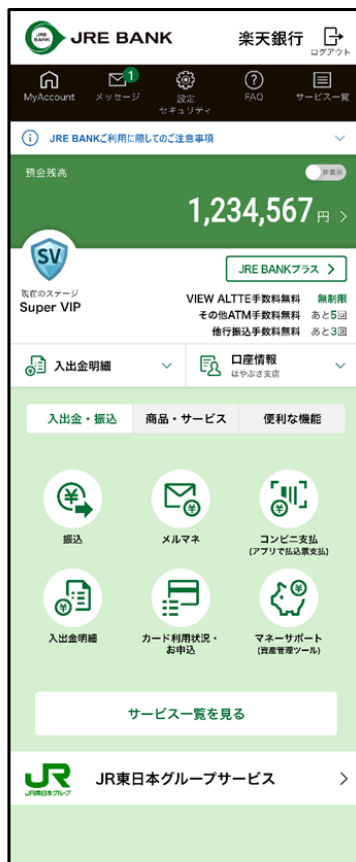 JRE BANK
JRE BANK
楽天銀行
ログアウト
1
MyAccount
メッセージ
設定
セキュリティ
FAQ
サービス一覧
JRE BANKご利用に際してのご注意事項
預金残高
非表示
1,234,567 円
SV
現在のステージ
Super VIP
JRE BANKプラス
VIEW ALTTE手数料無料 無制限
その他ATM手数料無料 あと5回
他行振込手数料無料 あと3回
入出金明細
口座情報
はやぶさ支店
入出金・振込
商品・サービス
便利な機能
振込
メルマネ
コンビニ支払
(アプリで払込票支払)
入出金明細
カード利用状況・
お申込
マネーサポート
(資産管理ツール)
サービス一覧を見る
JR
JR東日本グループ
JR東日本グループサービス